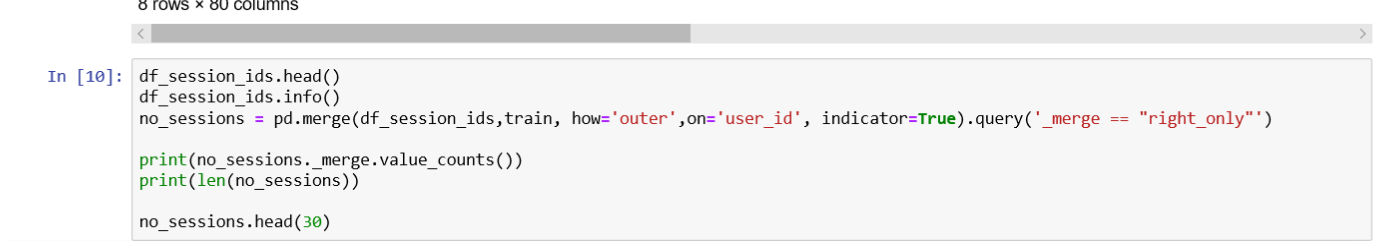 8 rows × 80 columns
In [10]:
df_session_ids.head()
df_session_ids.info()
no_sessions = pd.merge(df_session_ids,train, how='outer',on='user_id', indicator=True).query('_merge == "right_only"')
print(no_sessions._merge.value_counts())
print(len(no_sessions))
no_sessions.head(30)